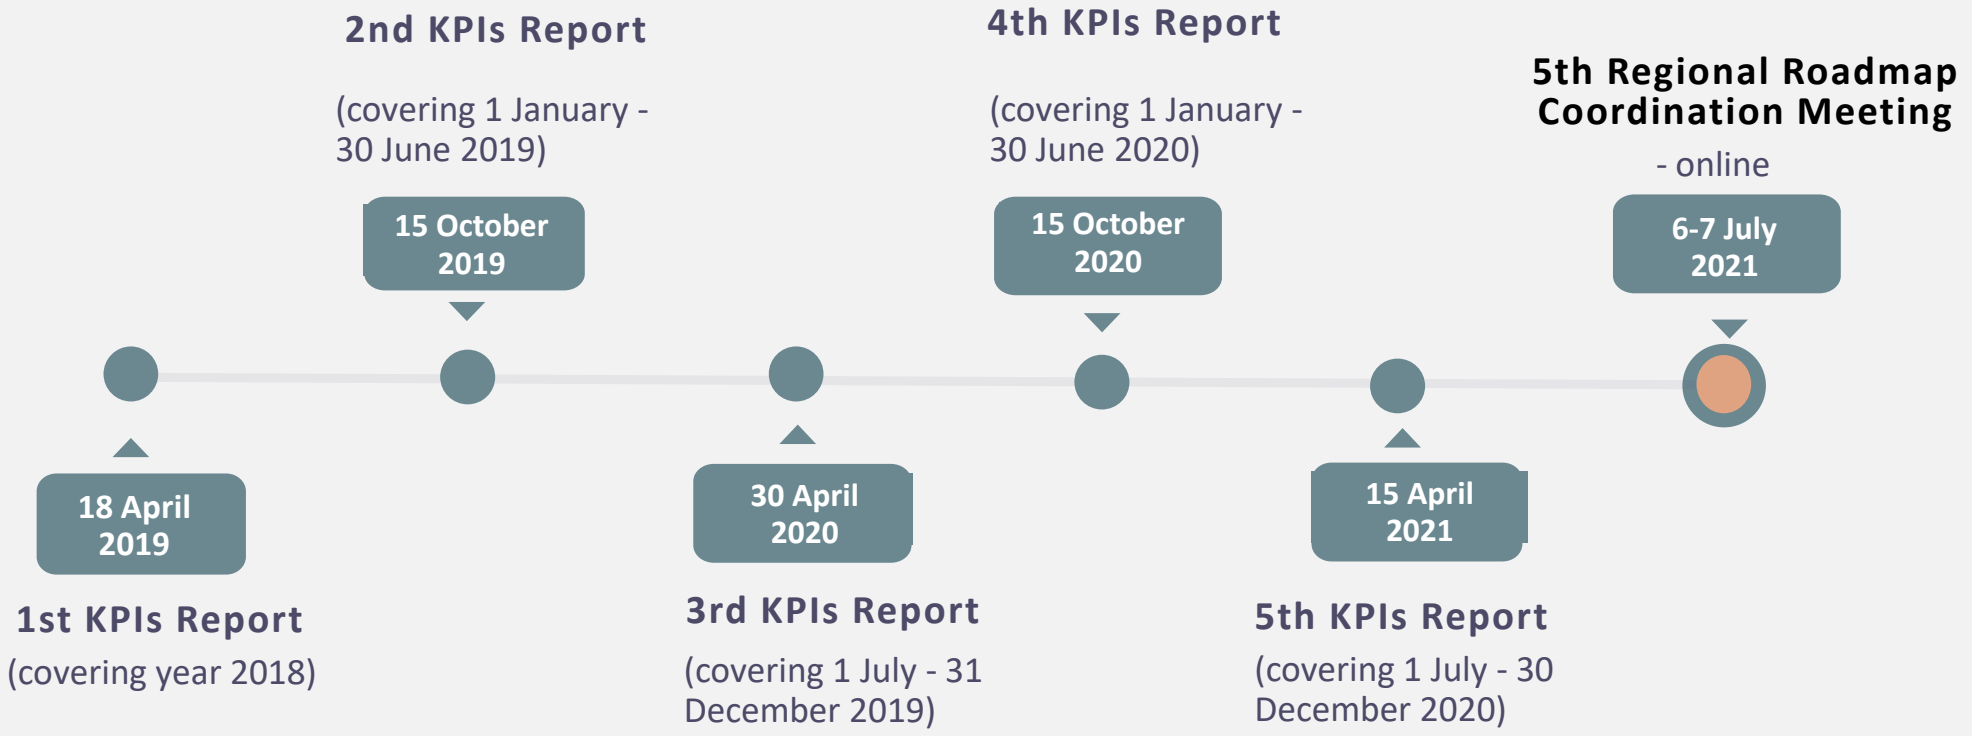 2nd KPIs Report
(covering 1 January -
30 June 2019)
15 October
2019
4th KPIs Report
(covering 1 January -
30 June 2020)
15 October
2020
5th Regional Roadmap
Coordination Meeting
- online
6-7 July
2021
18 April
2019
1st KPIs Report
(covering year 2018)
30 April
2020
3rd KPIs Report
(covering 1 July - 31
December 2019)
15 April
2021
5th KPIs Report
(covering 1 July - 30
December 2020)